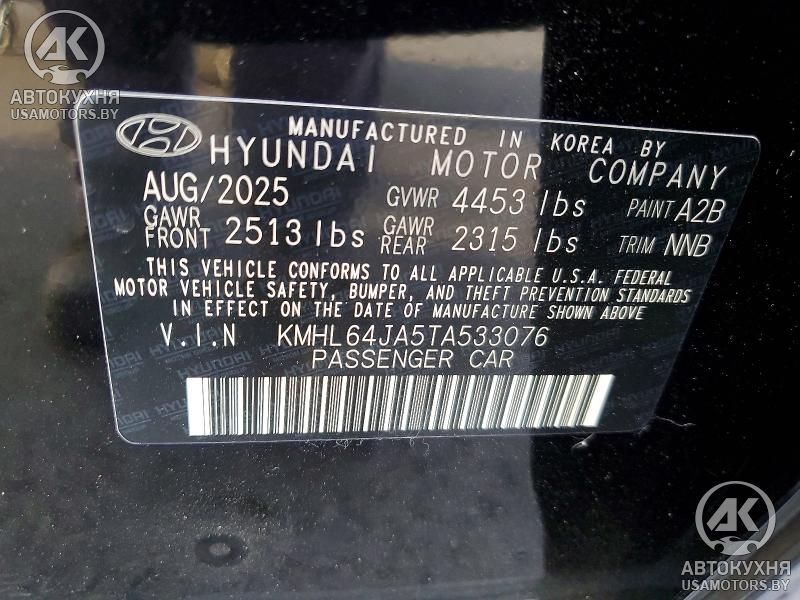 АВТОКУХНЯ
USAMOTORS.BY
MANUFACTURED IN KOREA BY
HYUNDAI MOTOR COMPANY
AUG/2025 GVWR 4453 lbs PAINT A2B
GAWR FRONT 2513 lbs GAWR REAR 2315 lbs TRIM NNB
THIS VEHICLE CONFORMS TO ALL APPLICABLE U.S.A. FEDERAL
MOTOR VEHICLE SAFETY, BUMPER, AND THEFT PREVENTION STANDARDS
IN EFFECT ON THE DATE OF MANUFACTURE SHOWN ABOVE.
V.I.N KMHL64JA5TA533076
PASSENGER CAR
АВТОКУХНЯ
USAMOTORS.BY